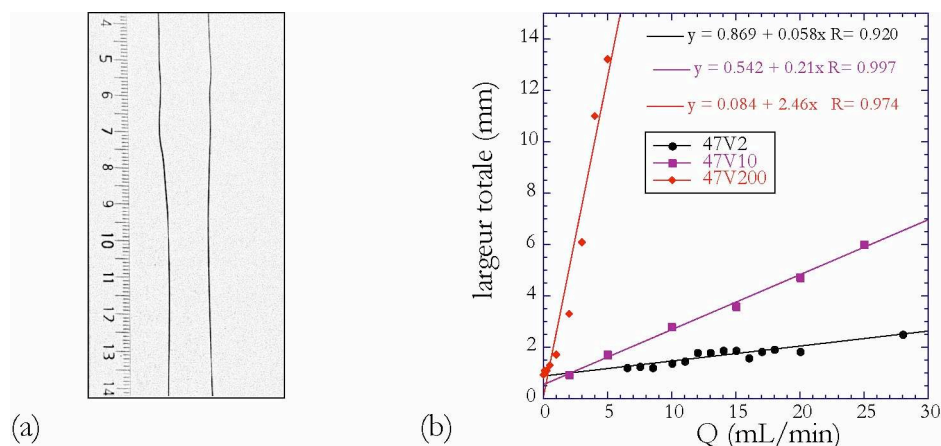 4
5
6
7
8
9
10
11
12
13
14
(a)
(b)
largeur totale (mm)
14
12
10
8
6
4
2
0
0
5
10
15
20
25
30
Q (mL/min)
y = 0.869 + 0.058x R= 0.920
y = 0.542 + 0.21x R= 0.997
y = 0.084 + 2.46x R= 0.974
47V2
47V10
47V200